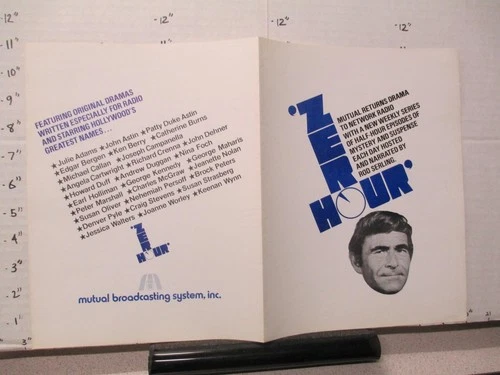 FEATURING ORIGINAL DRAMAS
WRITTEN ESPECIALLY FOR RADIO
AND STARRING HOLLYWOOD'S
GREATEST NAMES...
★Julie Adams ★John Astin ★Patty Duke Astin
★Edgar Bergen ★Ken Berry ★Catherine Burns
★Michael Callan ★Joseph Campanella
★Angela Cartwright ★Richard Crenna ★John Dehner
★Howard Duff ★Andrew Duggan ★Nina Foch
★Earl Holliman ★George Kennedy ★George Maharis
★Peter Marshall ★Charles McGraw ★Jeanette Nolan
★Susan Oliver ★Nehemiah Persoff ★Brock Peters
★Denver Pyle ★Craig Stevens ★Susan Strasberg
★Jessica Walters ★Joanne Worley ★Keenan Wynn
'ZERO HOUR'
mutual broadcasting system, inc.
'ZERO HOUR'
MUTUAL RETURNS DRAMA
TO NETWORK RADIO
WITH A NEW WEEKLY SERIES
OF HALF-HOUR EPISODES OF
MYSTERY AND SUSPENSE
EACH DAY HOSTED
AND NARRATED BY
ROD SERLING.
-12"
-11"
-10"
-9"
-8"
-7"
-6"
-5"
-4"
-3"
-2"
-1"
12"
12"
3"